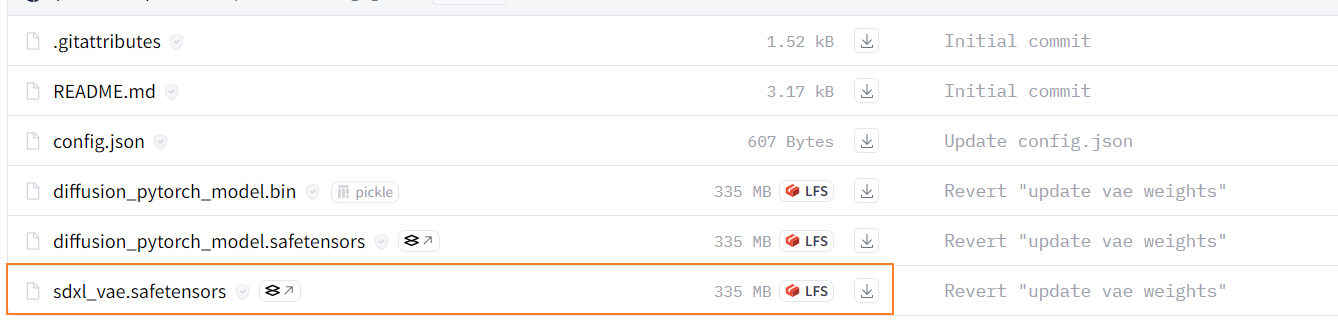 .gitattributes 1.52 kB Initial commit
README.md 3.17 kB Initial commit
config.json 607 Bytes Update config.json
diffusion_pytorch_model.bin pickle 335 MB LFS Revert "update vae weights"
diffusion_pytorch_model.safetensors 335 MB LFS Revert "update vae weights"
sdxl_vae.safetensors 335 MB LFS Revert "update vae weights"